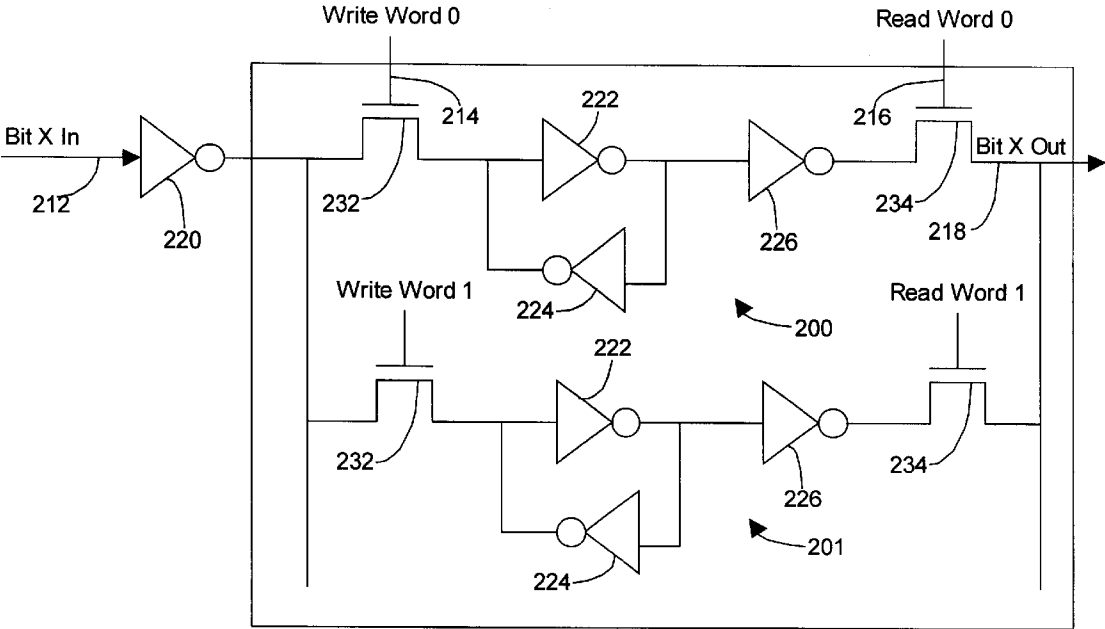 Write Word 0
Read Word 0
214
222
216
Bit X In
Bit X Out
212
220
232
226
234
218
Write Word 1
224
200
Read Word 1
222
232
234
226
224
201